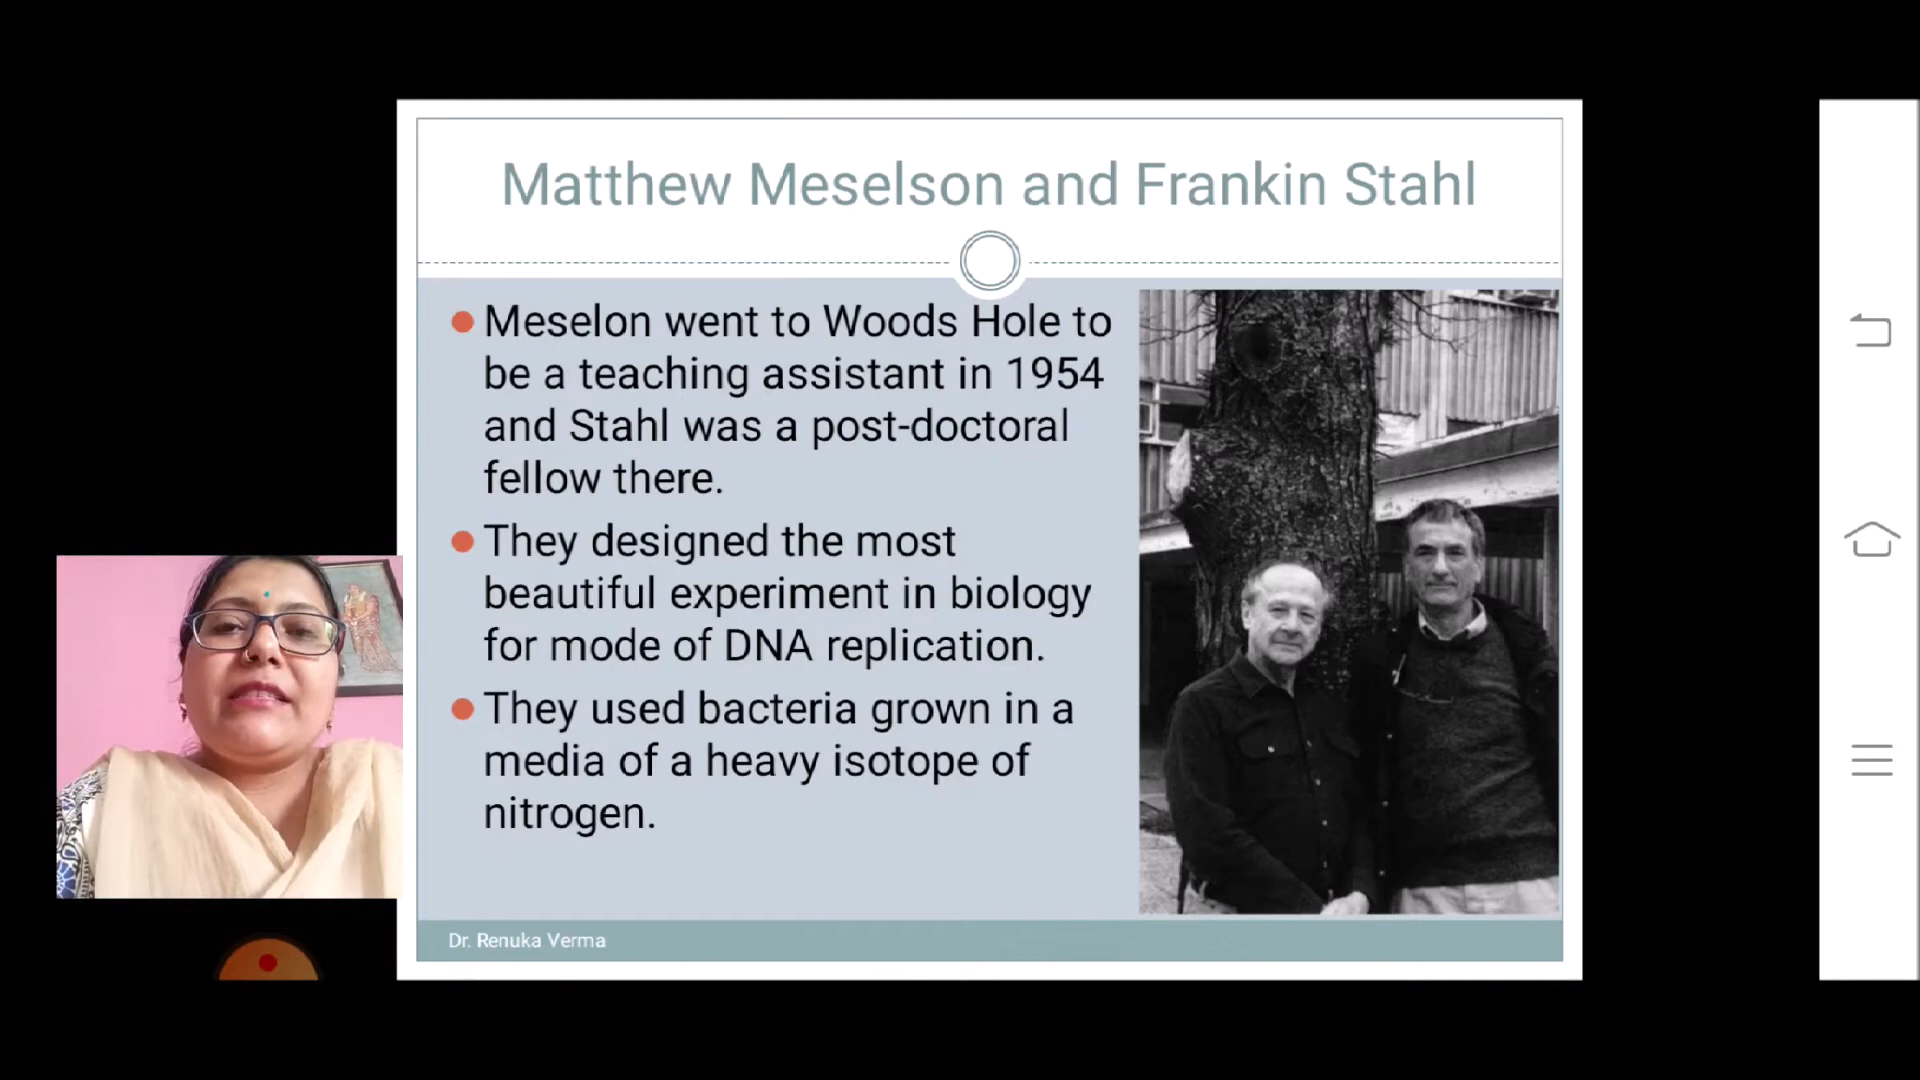 Matthew Meselson and Frankin Stahl
Meselon went to Woods Hole to
be a teaching assistant in 1954
and Stahl was a post-doctoral
fellow there.
They designed the most
beautiful experiment in biology
for mode of DNA replication.
They used bacteria grown in a
media of a heavy isotope of
nitrogen.
Dr. Renuka Verma